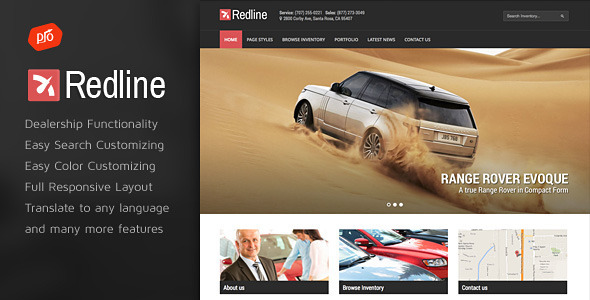 pro
Redline
Dealership Functionality
Easy Search Customizing
Easy Color Customizing
Full Responsive Layout
Translate to any language
and many more features
Redline
Service: (707) 355-0221 Sales: (877) 273-3049
2800 Corby Ave, Santa Rosa, CA 95407
Search Inventory...
HOME PAGE STYLES BROWSE INVENTORY PORTFOLIO LATEST NEWS CONTACT US
RANGE ROVER EVOQUE
A true Range Rover in Compact Form
About us
Browse Inventory
Contact us